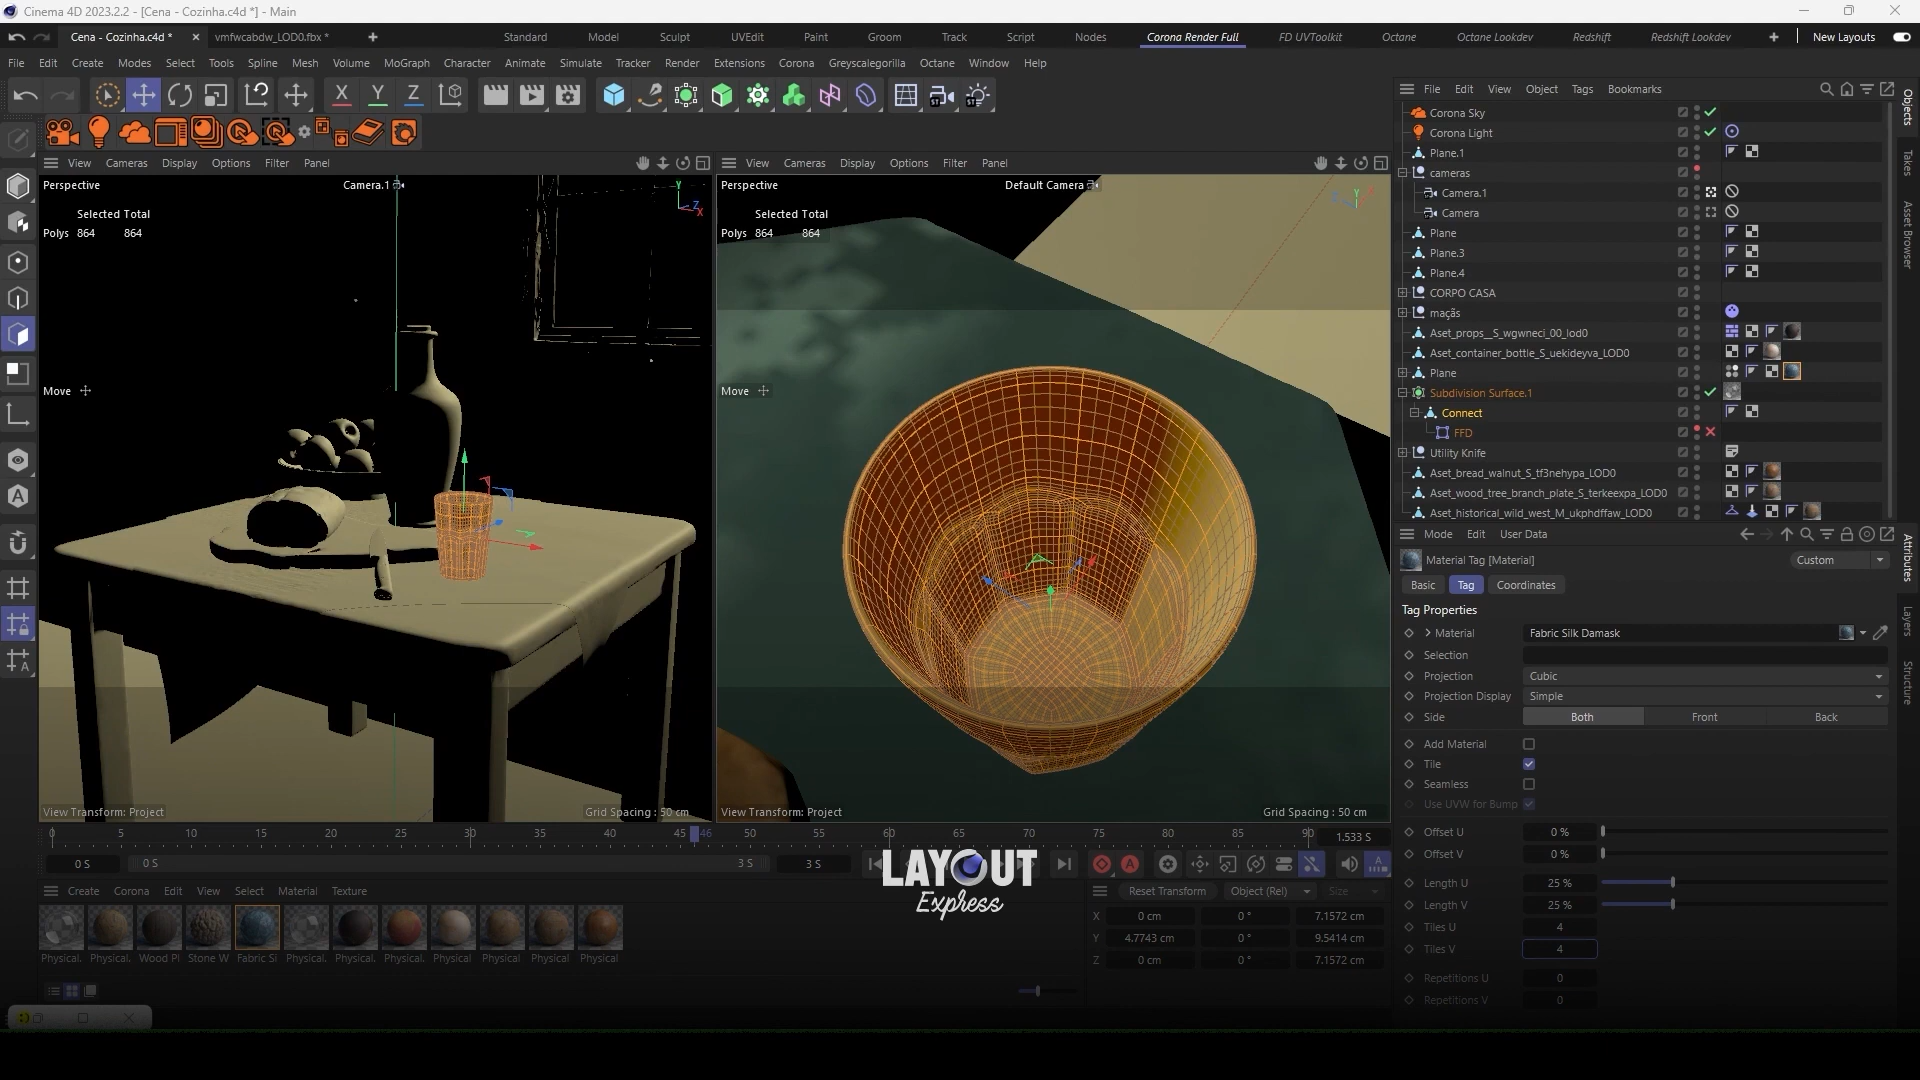 Cinema 4D 2023.2.2 - [Cena - Cozinha.c4d *] - Main
Cena - Cozinha.c4d *
vmfwcabdw_LOD0.fbx *
Standard Model Sculpt UVEdit Paint Groom Track Script Nodes Corona Render Full FD UVToolkit Octane Octane Lookdev Redshift Redshift Lookdev
New Layouts
File Edit Create Modes Select Tools Spline Mesh Volume MoGraph Character Animate Simulate Tracker Render Extensions Corona Greyscalegorilla Octane Window Help
X Y Z
ST ST
File Edit View Object Tags Bookmarks
Corona Sky
Corona Light
Plane.1
cameras
Camera.1
Camera
Plane
Plane.3
Plane.4
CORPO CASA
maçãs
Aset_props__S_wgwneci_00_lod0
Aset_container_bottle_S_uekideyva_LOD0
Plane
Subdivision Surface.1
Connect
FFD
Utility Knife
Aset_bread_walnut_S_tf3nehypa_LOD0
Aset_wood_tree_branch_plate_S_terkeexpa_LOD0
Aset_historical_wild_west_M_ukphdffaw_LOD0
Objects
Takes
Asset Browser
View Cameras Display Options Filter Panel
Perspective
Camera.1
Y
Z
X
Selected Total
Polys 864 864
Move
View Transform: Project
Grid Spacing : 50 cm
View Cameras Display Options Filter Panel
Perspective
Default Camera
Y
Selected Total
Polys 864 864
Move
View Transform: Project
Grid Spacing : 50 cm
Mode Edit User Data
Material Tag [Material]
Custom
Basic Tag Coordinates
Tag Properties
Material Fabric Silk Damask
Selection
Projection Cubic
Projection Display Simple
Side Both Front Back
Add Material
Tile
Seamless
Use UVW for Bump
Offset U 0 %
Offset V 0 %
Length U 25 %
Length V 25 %
Tiles U 4
Tiles V 4
Repetitions U 0
Repetitions V 0
Attributes
Layers
Structure
0 5 10 15 20 25 30 35 40 45 46 50 55 60 65 70 75 80 85 90
1.533 S
0 S 0 S 3 S 3 S
LAYOUT
Express
Create Corona Edit View Select Material Texture
Physical. Physical. Wood Pl Stone W Fabric Si Physical. Physical. Physical. Physical Physical Physical Physical
Reset Transform Object (Rel) Size
X 0 cm 0 ° 7.1572 cm
Y 4.7743 cm 0 ° 9.5414 cm
Z 0 cm 0 ° 7.1572 cm